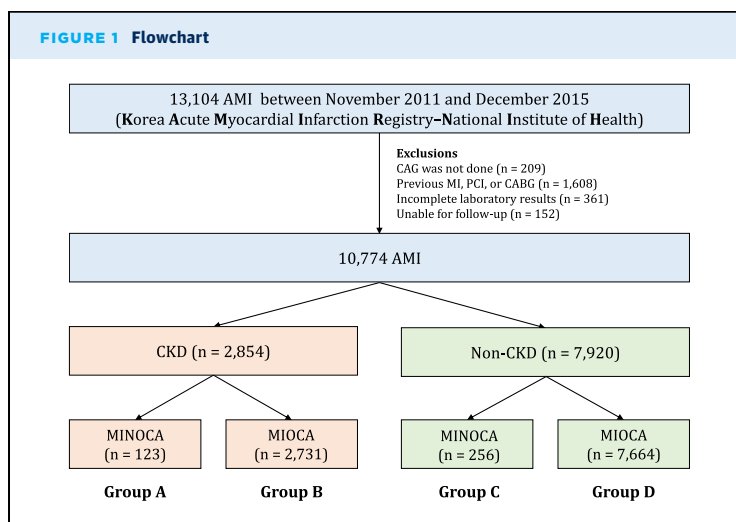 FIGURE 1 Flowchart
13,104 AMI between November 2011 and December 2015
(Korea Acute Myocardial Infarction Registry–National Institute of Health)
Exclusions
CAG was not done (n = 209)
Previous MI, PCI, or CABG (n = 1,608)
Incomplete laboratory results (n = 361)
Unable for follow-up (n = 152)
10,774 AMI
CKD (n = 2,854)
Non-CKD (n = 7,920)
MINOCA
(n = 123)
MIOCA
(n = 2,731)
MINOCA
(n = 256)
MIOCA
(n = 7,664)
Group A
Group B
Group C
Group D